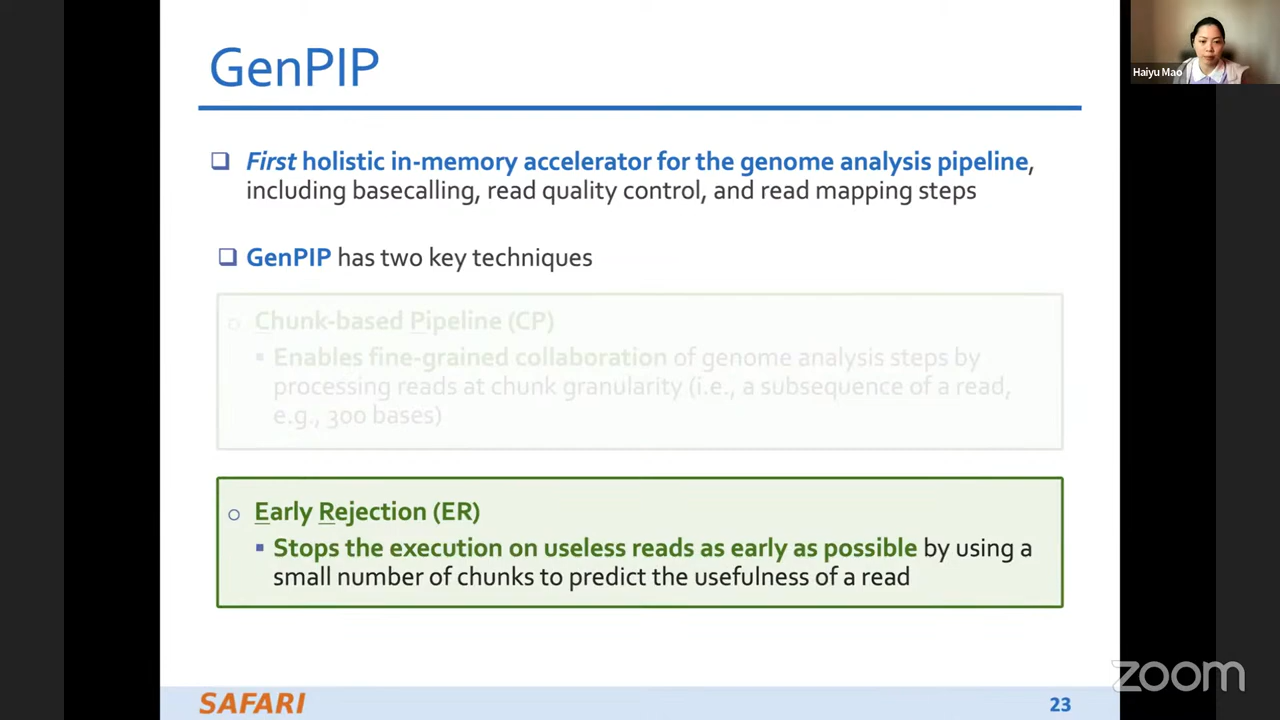 GenPIP
Haiyu Mao
❑ First holistic in-memory accelerator for the genome analysis pipeline,
including basecalling, read quality control, and read mapping steps
❑ GenPIP has two key techniques
o Chunk-based Pipeline (CP)
▪ Enables fine-grained collaboration of genome analysis steps by
processing reads at chunk granularity (i.e., a subsequence of a read,
e.g., 300 bases)
o Early Rejection (ER)
▪ Stops the execution on useless reads as early as possible by using a
small number of chunks to predict the usefulness of a read
zoom
SAFARI
23